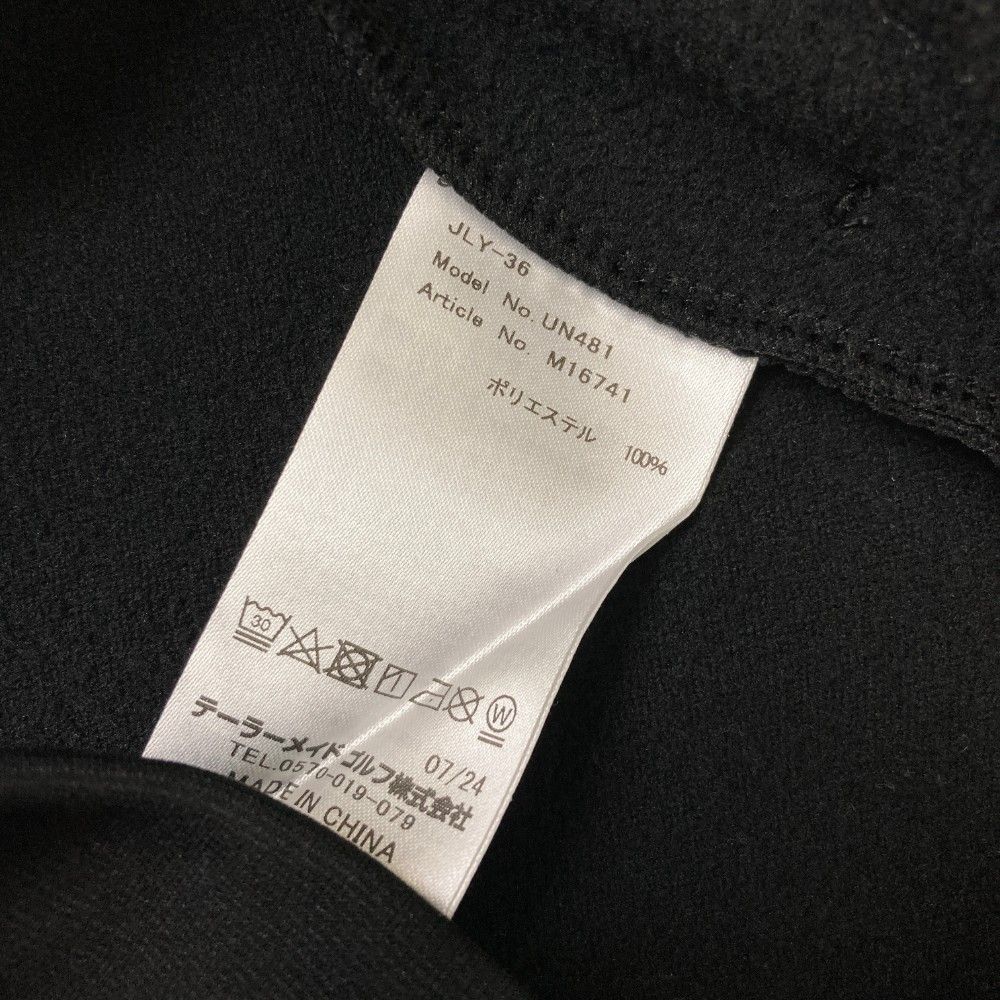 JLY-36
Model No.UN481
Article No. M16741
ポリエステル 100%
30
W
テーラーメイドゴルフ株式会社
07/24
TEL.0570-019-079
MADE IN CHINA